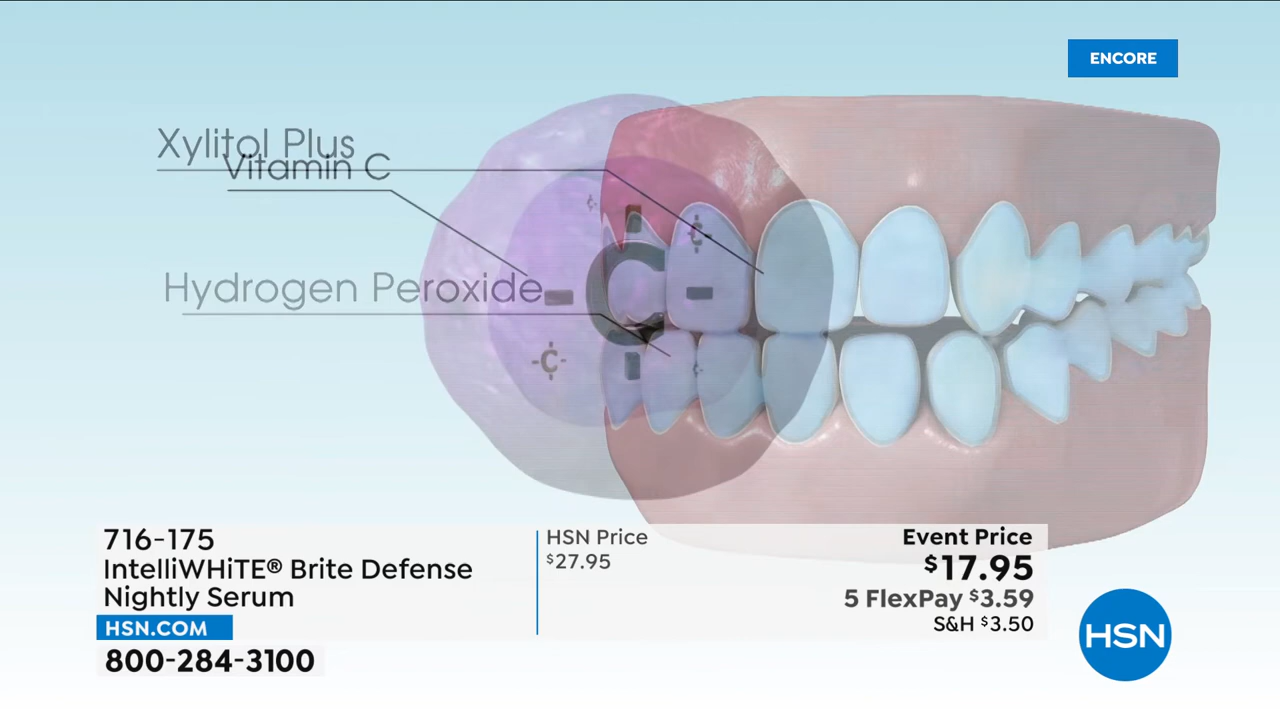 ENCORE
Xylitol Plus
Vitamin C
Hydrogen Peroxide
C
C
C
C
716-175
IntelliWHiTE® Brite Defense
Nightly Serum
HSN.COM
800-284-3100
HSN Price
$27.95
Event Price
$17.95
5 FlexPay $3.59
S&H $3.50
HSN